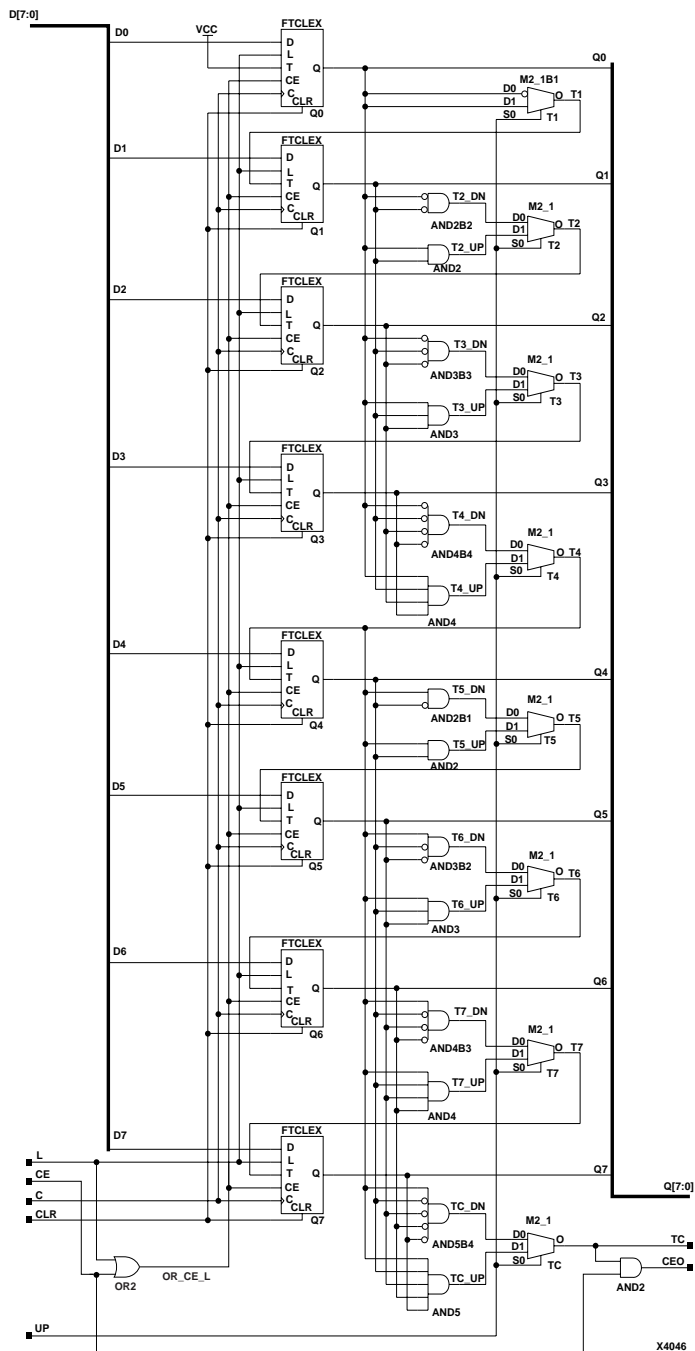 D[7:0]
D0
VCC
FTCLEX
D
L
T
CE
C
CLR
Q
Q0
Q0
M2_1B1
D0
D1
S0
O
T1
T1
D1
FTCLEX
D
L
T
CE
C
CLR
Q
Q1
Q1
T2_DN
AND2B2
T2_UP
AND2
M2_1
D0
D1
S0
O
T2
T2
D2
FTCLEX
D
L
T
CE
C
CLR
Q
Q2
Q2
T3_DN
AND3B3
T3_UP
AND3
M2_1
D0
D1
S0
O
T3
T3
D3
FTCLEX
D
L
T
CE
C
CLR
Q
Q3
Q3
T4_DN
AND4B4
T4_UP
AND4
M2_1
D0
D1
S0
O
T4
T4
D4
FTCLEX
D
L
T
CE
C
CLR
Q
Q4
Q4
T5_DN
AND2B1
T5_UP
AND2
M2_1
D0
D1
S0
O
T5
T5
D5
FTCLEX
D
L
T
CE
C
CLR
Q
Q5
Q5
T6_DN
AND3B2
T6_UP
AND3
M2_1
D0
D1
S0
O
T6
T6
D6
FTCLEX
D
L
T
CE
C
CLR
Q
Q6
Q6
T7_DN
AND4B3
T7_UP
AND4
M2_1
D0
D1
S0
O
T7
T7
D7
FTCLEX
D
L
T
CE
C
CLR
Q
Q7
Q7
Q[7:0]
L
CE
C
CLR
OR2
OR_CE_L
TC_DN
AND5B4
TC_UP
AND5
M2_1
D0
D1
S0
O
TC
TC
CEO
AND2
UP
X4046